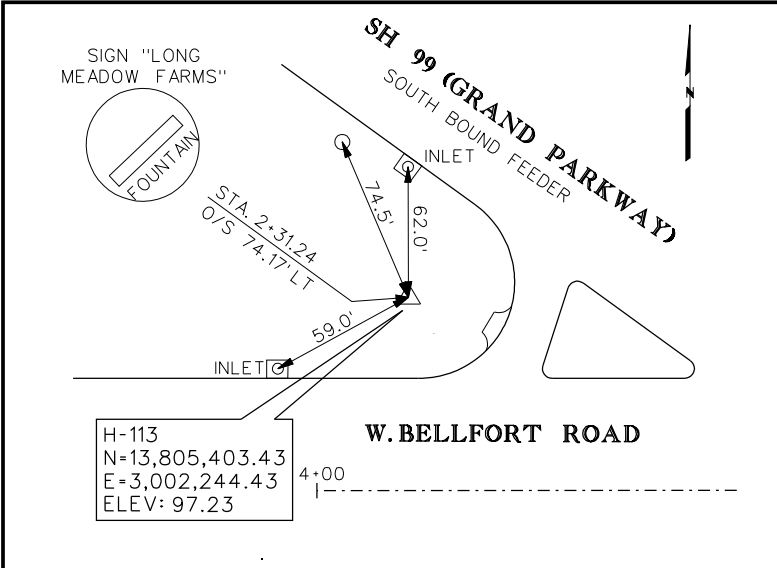 SIGN "LONG
MEADOW FARMS"
FOUNTAIN
SH 99 (GRAND PARKWAY)
SOUTH BOUND FEEDER
N
INLET
74.5'
62.0'
STA. 2+31.24
O/S 74.17' LT
59.0'
INLET
H-113
N=13,805,403.43
E=3,002,244.43
ELEV: 97.23
W. BELLFORT ROAD
4+00